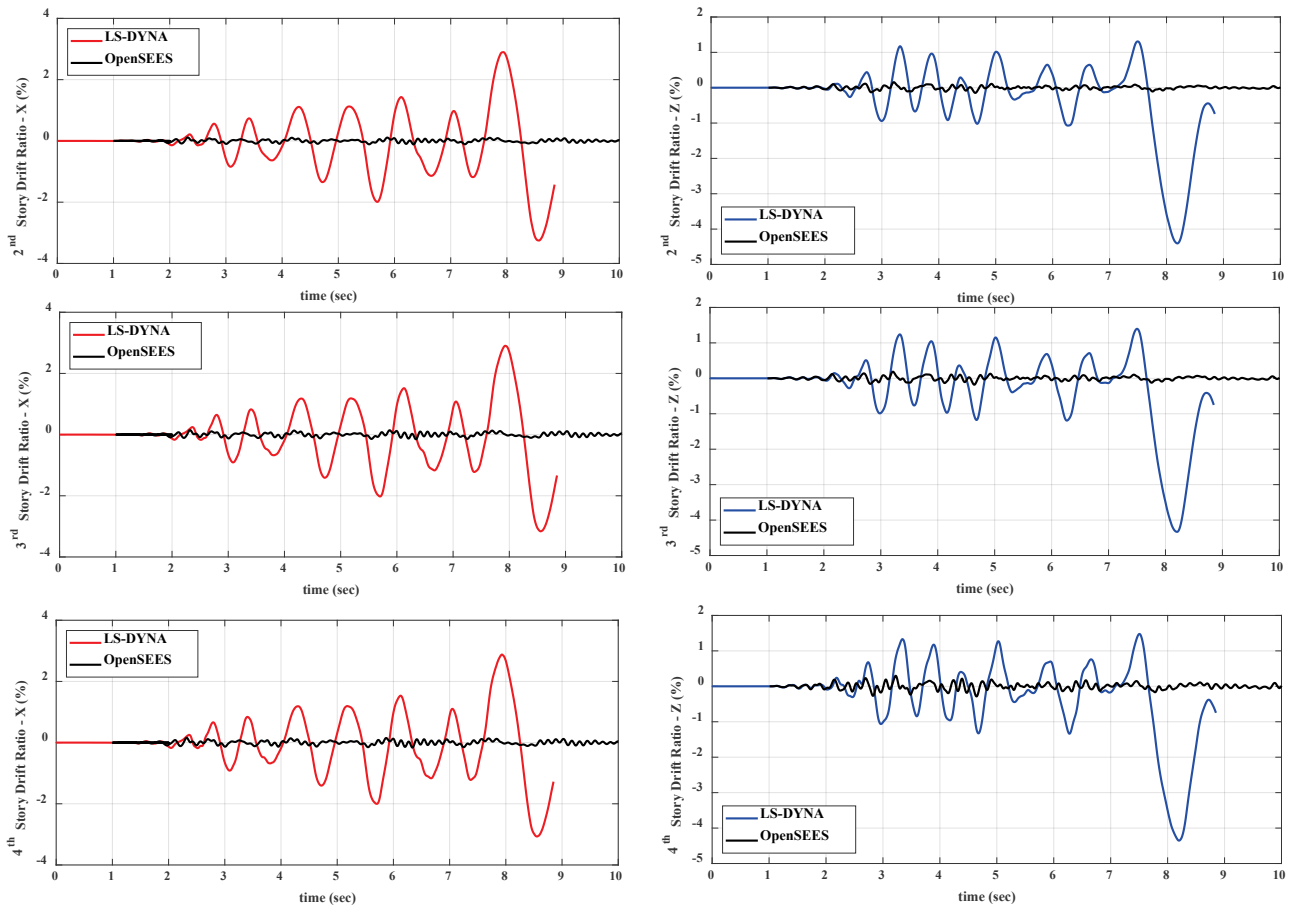 4
2
0
-2
-4
2nd Story Drift Ratio - X (%)
LS-DYNA
OpenSEES
0 1 2 3 4 5 6 7 8 9 10
time (sec)
2
1
0
-1
-2
-3
-4
-5
2nd Story Drift Ratio - Z (%)
LS-DYNA
OpenSEES
0 1 2 3 4 5 6 7 8 9 10
time (sec)
4
2
0
-2
-4
3rd Story Drift Ratio - X (%)
LS-DYNA
OpenSEES
0 1 2 3 4 5 6 7 8 9 10
time (sec)
2
1
0
-1
-2
-3
-4
-5
3rd Story Drift Ratio - Z (%)
LS-DYNA
OpenSEES
0 1 2 3 4 5 6 7 8 9 10
time (sec)
4
2
0
-2
-4
4th Story Drift Ratio - X (%)
LS-DYNA
OpenSEES
0 1 2 3 4 5 6 7 8 9 10
time (sec)
2
1
0
-1
-2
-3
-4
-5
4th Story Drift Ratio - Z (%)
LS-DYNA
OpenSEES
0 1 2 3 4 5 6 7 8 9 10
time (sec)